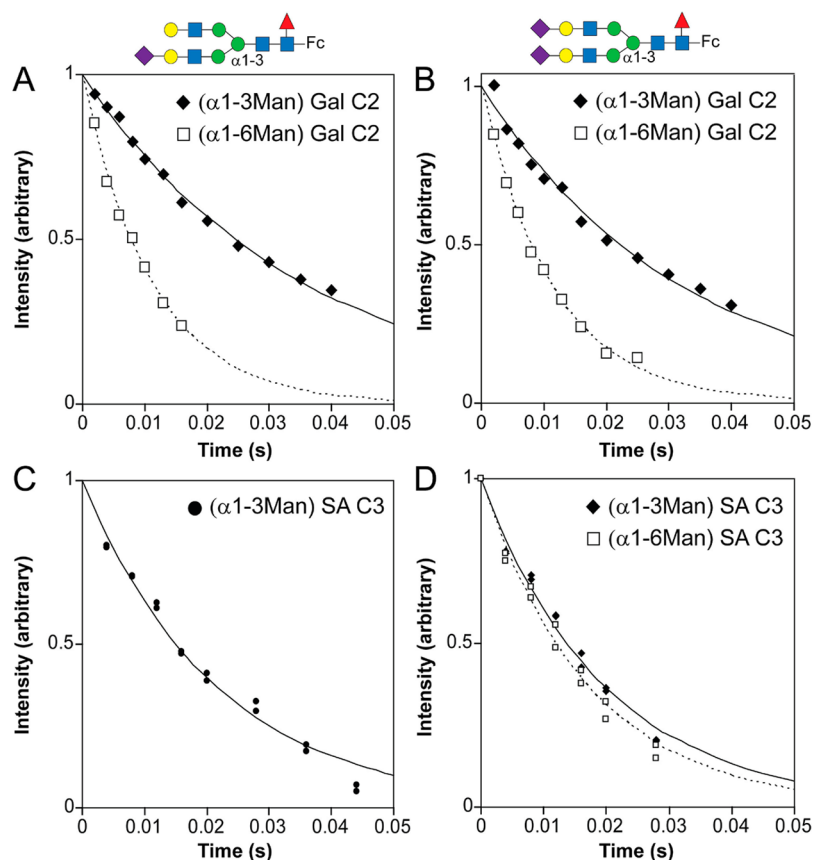 Fc
α1-3
Fc
α1-3
A
1
0.5
0
(α1-3Man) Gal C2
(α1-6Man) Gal C2
Intensity (arbitrary)
0 0.01 0.02 0.03 0.04 0.05
Time (s)
B
1
0.5
0
(α1-3Man) Gal C2
(α1-6Man) Gal C2
Intensity (arbitrary)
0 0.01 0.02 0.03 0.04 0.05
Time (s)
C
1
0.5
0
(α1-3Man) SA C3
Intensity (arbitrary)
0 0.01 0.02 0.03 0.04 0.05
Time (s)
D
1
0.5
0
(α1-3Man) SA C3
(α1-6Man) SA C3
Intensity (arbitrary)
0 0.01 0.02 0.03 0.04 0.05
Time (s)